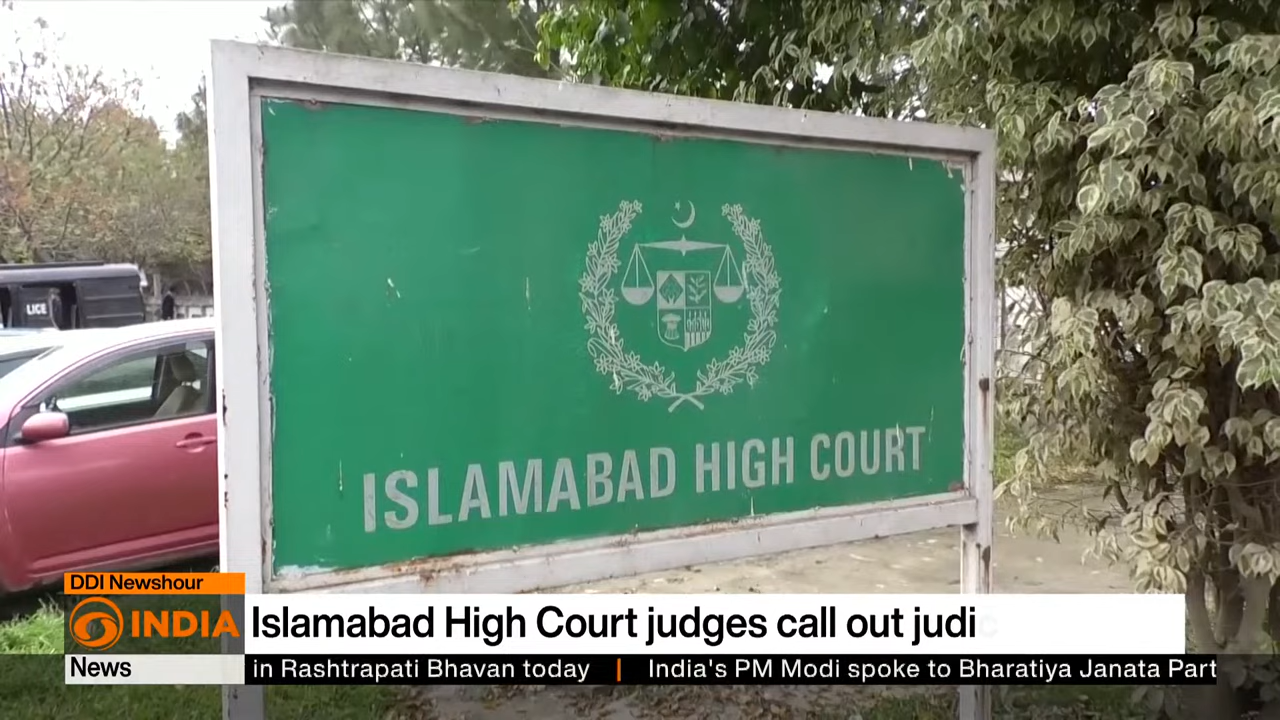 LICE
ISLAMABAD HIGH COURT
DDI Newshour
INDIA
Islamabad High Court judges call out judi
News
in Rashtrapati Bhavan today | India's PM Modi spoke to Bharatiya Janata Part